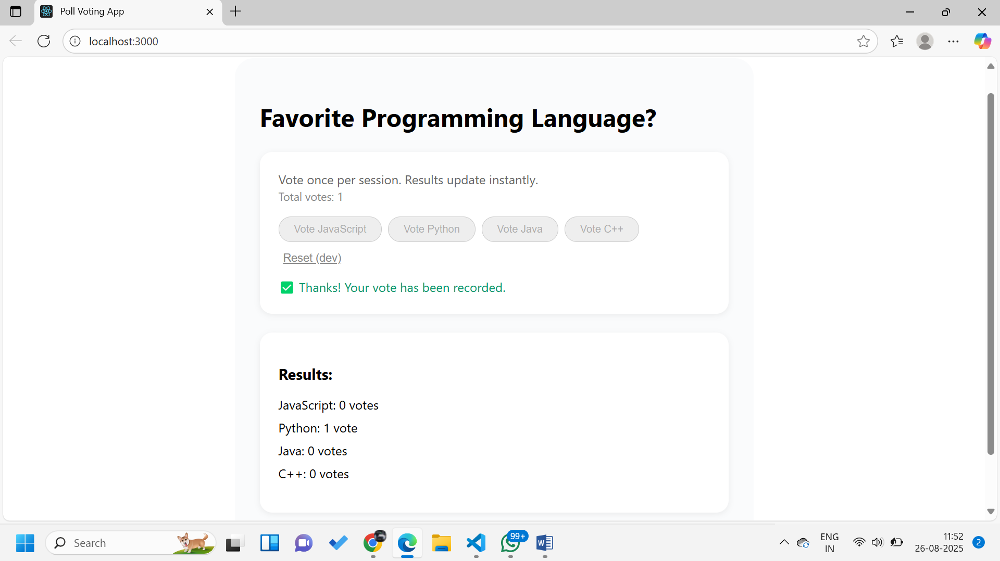 Poll Voting App
localhost:3000
Favorite Programming Language?
Vote once per session. Results update instantly.
Total votes: 1
Vote JavaScript
Vote Python
Vote Java
Vote C++
Reset (dev)
Thanks! Your vote has been recorded.
Results:
JavaScript: 0 votes
Python: 1 vote
Java: 0 votes
C++: 0 votes
Search
99+
W
ENG
IN
11:52
26-08-2025
2